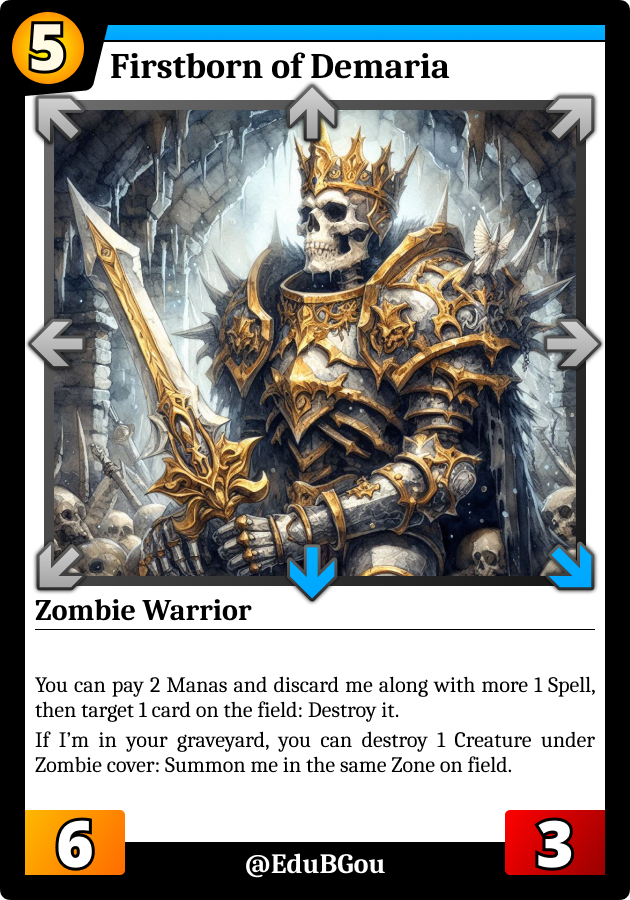 5
Firstborn of Demaria
Zombie Warrior
You can pay 2 Manas and discard me along with more 1 Spell,
then target 1 card on the field: Destroy it.
If I'm in your graveyard, you can destroy 1 Creature under
Zombie cover: Summon me in the same Zone on field.
6
@EduBGou
3